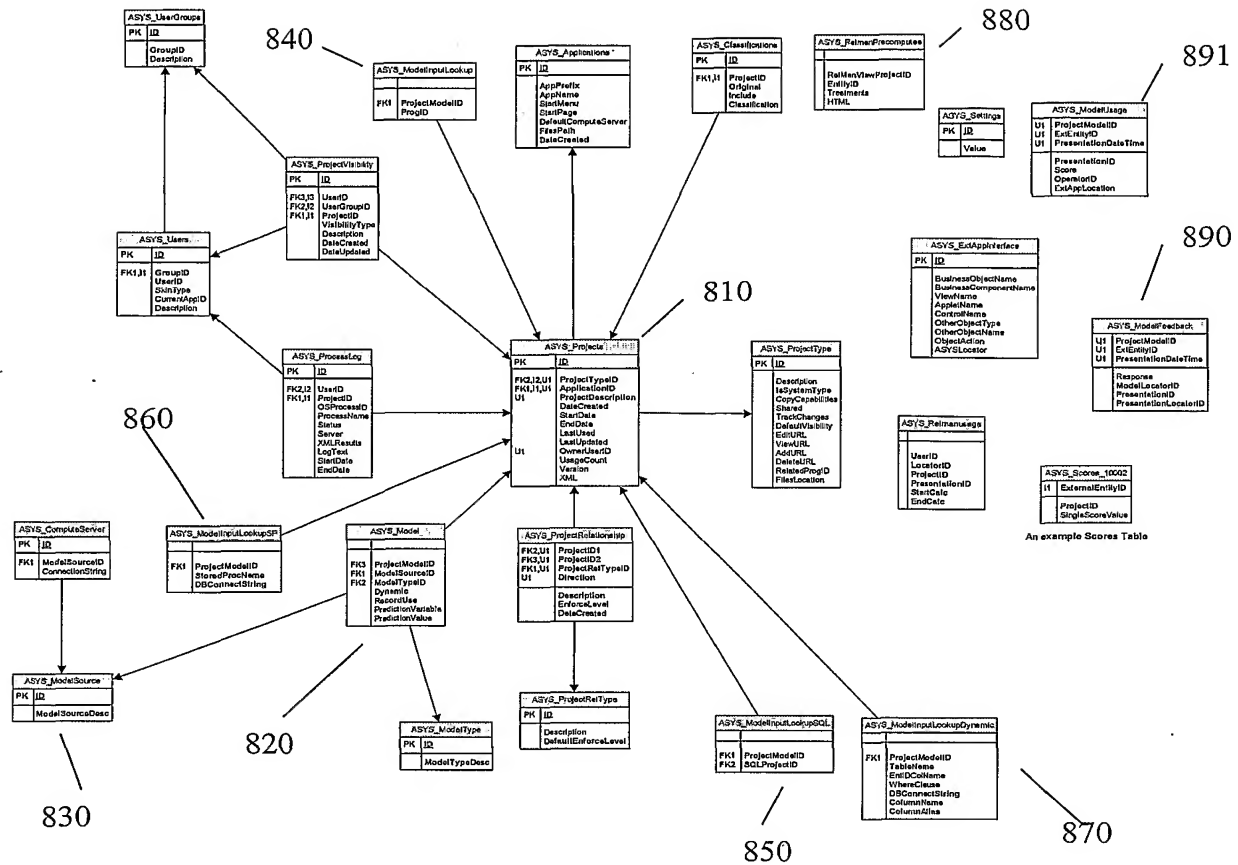 ASYS_UserGroups
PK ID
GroupID
Description
840
ASYS_ModelInputLookup
FK1 ProjectModelID
ProgID
ASYS_Applications
PK ID
AppPrefix
AppName
StartMenu
StartPage
DefaultComputeServer
FilesPath
DateCreated
ASYS_Classifications
PK ID
FK1,I1 ProjectID
Original
Include
Classification
ASYS_RelmanPrecomputes
RelManViewProjectID
EntityID
Treatments
HTML
880
ASYS_Settings
PK ID
Value
891
ASYS_ModelUsage
U1 ProjectModelID
U1 ExtEntityID
U1 PresentationDateTime
PresentationID
Score
OperatorID
ExtAppLocation
ASYS_ProjectVisibility
PK ID
FK3,I3 UserID
FK2,I2 UserGroupID
FK1,I1 ProjectID
VisibilityType
Description
DateCreated
DateUpdated
ASYS_Users
PK ID
FK1,I1 GroupID
UserID
SkinType
CurrentAppID
Description
ASYS_ExtAppInterface
PK ID
BusinessObjectName
BusinessComponentName
ViewName
AppletName
ControlName
OtherObjectType
OtherObjectName
ObjectAction
ASYSLocator
890
ASYS_ModelFeedback
U1 ProjectModelID
U1 ExtEntityID
U1 PresentationDateTime
Response
ModelLocatorID
PresentationID
PresentationLocatorID
810
ASYS_Projects
PK ID
FK2,I2,U1 ProjectTypeID
FK1,I1,U1 ApplicationID
U1 ProjectDescription
DateCreated
StartDate
EndDate
LastUsed
LastUpdated
U1 OwnerUserID
UsageCount
Version
XML
ASYS_ProjectType
PK ID
Description
IsSystemType
CopyCapabilities
Shared
TrackChanges
DefaultVisibility
EditURL
ViewURL
AddURL
DeleteURL
RelatedProgID
FilesLocation
ASYS_ProcessLog
PK ID
FK2,I2 UserID
FK1,I1 ProjectID
OSProcessID
ProcessName
Status
Server
XMLResults
LogText
StartDate
EndDate
ASYS_Relmanusage
UserID
LocatorID
ProjectID
PresentationID
StartCalc
EndCalc
ASYS_Scores_10002
I1 ExternalEntityID
ProjectID
SingleScoreValue
An example Scores Table
860
ASYS_ComputeServer
PK ID
FK1 ModelSourceID
ConnectionString
ASYS_ModelInputLookupSP
FK1 ProjectModelID
StoredProcName
DBConnectString
ASYS_Model
FK3 ProjectModelID
FK1 ModelSourceID
FK2 ModelTypeID
Dynamic
RecordUse
PredictionVariable
PredictionValue
ASYS_ProjectRelationship
FK2,U1 ProjectID1
FK3,U1 ProjectID2
FK1,U1 ProjectRelTypeID
U1 Direction
Description
EnforceLevel
DateCreated
ASYS_ModelSource
PK ID
ModelSourceDesc
830
820
ASYS_ModelType
PK ID
ModelTypeDesc
ASYS_ProjectRelType
PK ID
Description
DefaultEnforceLevel
ASYS_ModelInputLookupSQL
FK1 ProjectModelID
FK2 SQLProjectID
850
ASYS_ModelInputLookupDynamic
FK1 ProjectModelID
TableName
EntIDColName
WhereClause
DBConnectString
ColumnName
ColumnAlias
870